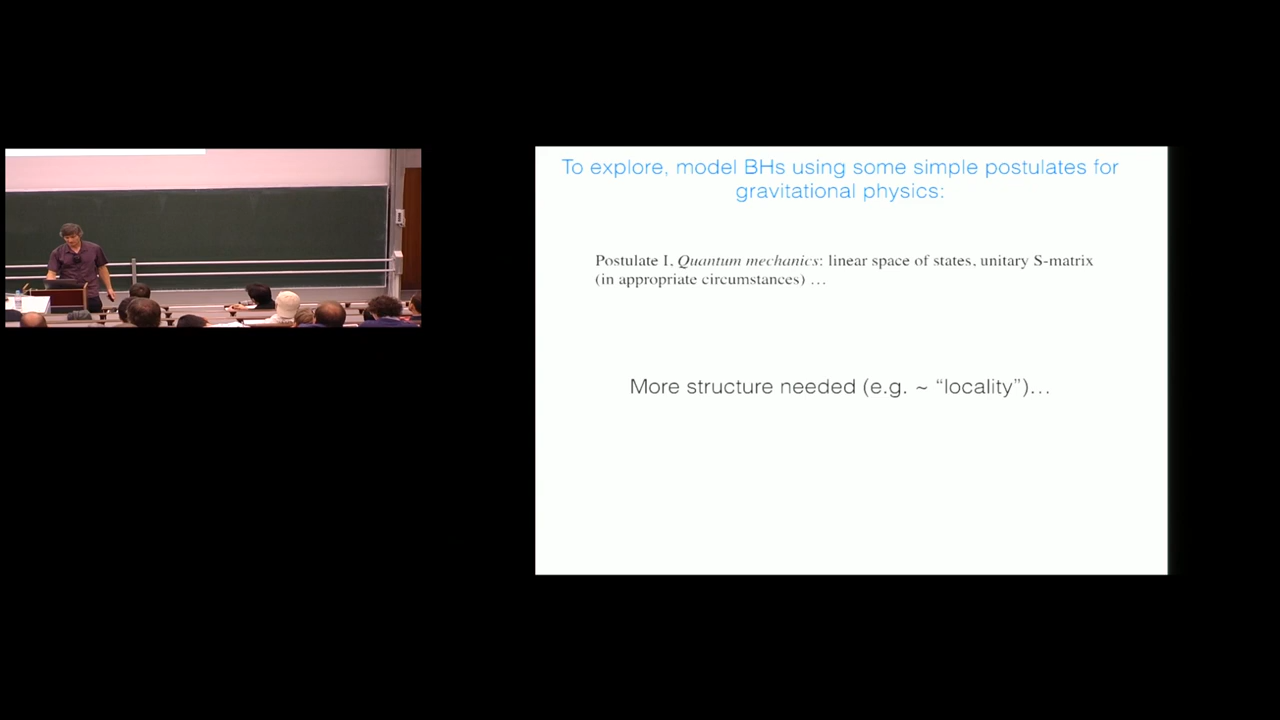 To explore, model BHs using some simple postulates for
gravitational physics:
Postulate I, Quantum mechanics: linear space of states, unitary S-matrix
(in appropriate circumstances) …
More structure needed (e.g. ~ “locality”)…